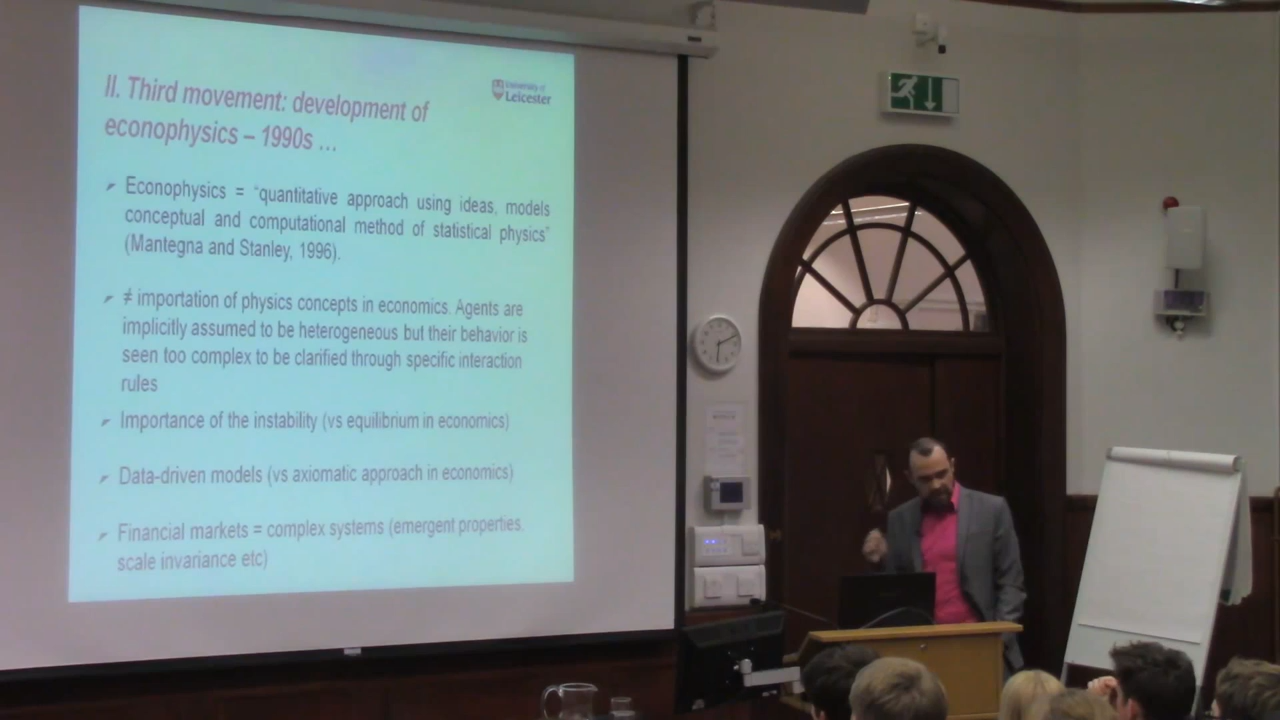 II. Third movement: development of
econophysics – 1990s ...
University of
Leicester
Econophysics = "quantitative approach using ideas, models
conceptual and computational method of statistical physics"
(Mantegna and Stanley, 1996).
≠ importation of physics concepts in economics. Agents are
implicitly assumed to be heterogeneous but their behavior is
seen too complex to be clarified through specific interaction
rules
Importance of the instability (vs equilibrium in economics)
Data-driven models (vs axiomatic approach in economics)
Financial markets = complex systems (emergent properties,
scale invariance etc)